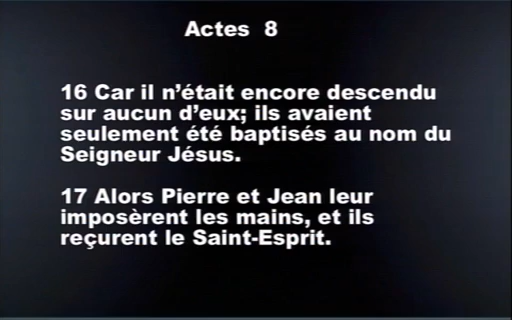 Actes 8
16 Car il n'était encore descendu
sur aucun d'eux; ils avaient
seulement été baptisés au nom du
Seigneur Jésus.
17 Alors Pierre et Jean leur
imposèrent les mains, et ils
reçurent le Saint-Esprit.